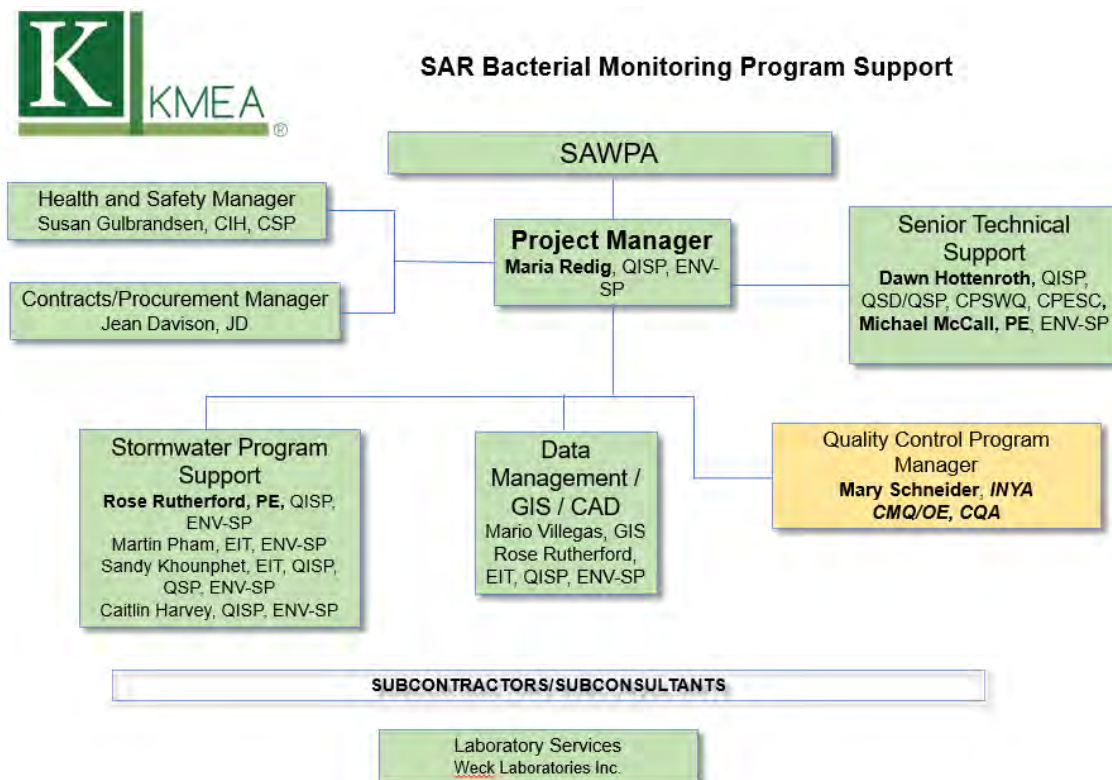 K
KMEA
®
SAR Bacterial Monitoring Program Support
SAWPA
Health and Safety Manager
Susan Gulbrandsen, CIH, CSP
Contracts/Procurement Manager
Jean Davison, JD
Project Manager
Maria Redig, QISP, ENV-
SP
Senior Technical
Support
Dawn Hottenroth, QISP,
QSD/QSP, CPSWQ, CPESC,
Michael McCall, PE, ENV-SP
Stormwater Program
Support
Rose Rutherford, PE, QISP,
ENV-SP
Martin Pham, EIT, ENV-SP
Sandy Khounphet, EIT, QISP,
QSP, ENV-SP
Caitlin Harvey, QISP, ENV-SP
Data
Management /
GIS / CAD
Mario Villegas, GIS
Rose Rutherford,
EIT, QISP, ENV-SP
Quality Control Program
Manager
Mary Schneider, INYA
CMQ/OE, CQA
SUBCONTRACTORS/SUBCONSULTANTS
Laboratory Services
Weck Laboratories Inc.